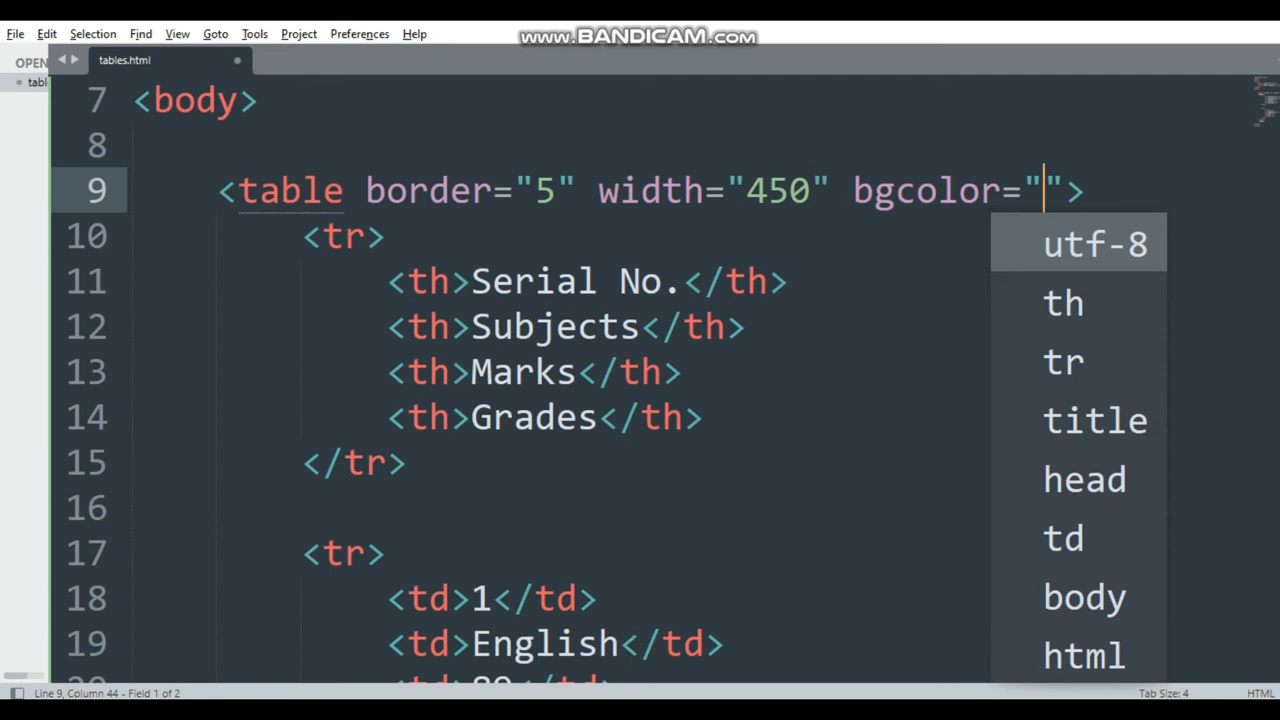 www.BANDICAM.com
File Edit Selection Find View Goto Tools Project Preferences Help
OPEN
tables.html
tabl
7 <body>
8
9 <table border="5" width="450" bgcolor="">
10 <tr>
11 <th>Serial No.</th>
12 <th>Subjects</th>
13 <th>Marks</th>
14 <th>Grades</th>
15 </tr>
16
17 <tr>
18 <td>1</td>
19 <td>English</td>
utf-8
th
tr
title
head
td
body
html
Line 9, Column 44 - Field 1 of 2
Tab Size: 4
HTML